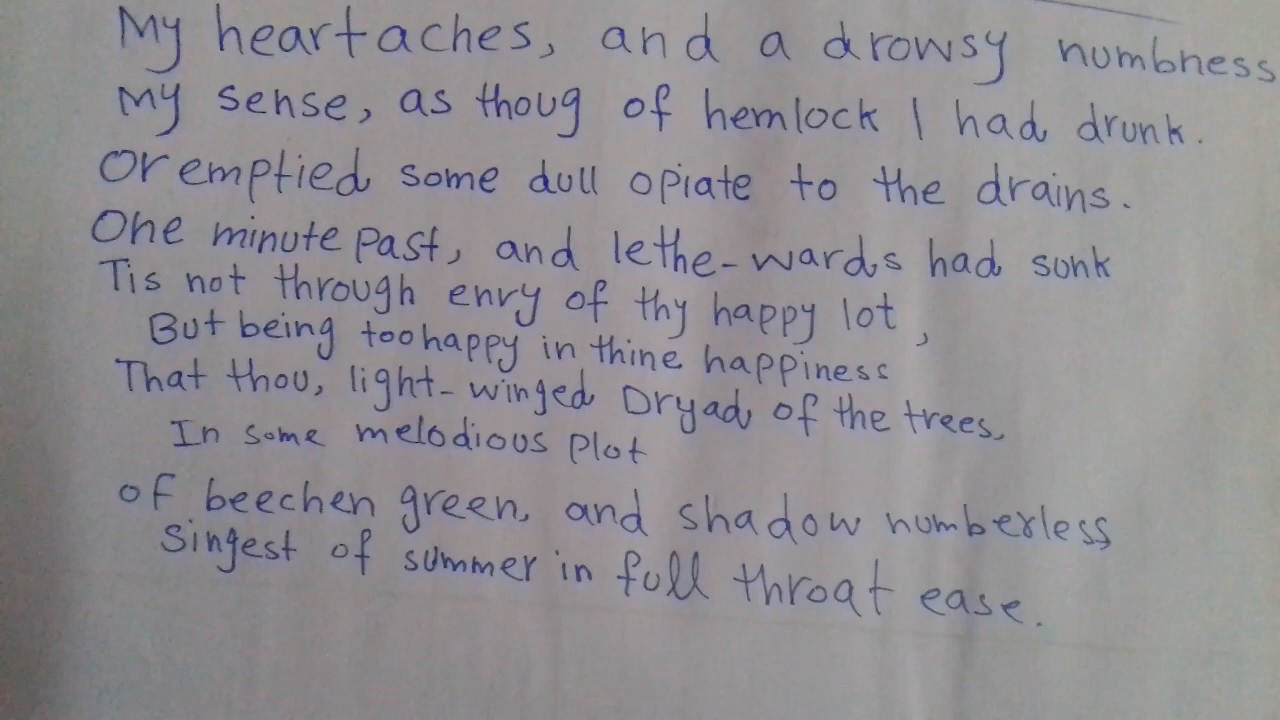 My heartaches, and a drowsy numbness
My sense, as thoug of hemlock I had drunk.
Or emptied some dull opiate to the drains.
One minute past, and lethe-wards had sunk
Tis not through enry of thy happy lot,
But being too happy in thine happiness
That thou, light-winged Dryad of the trees,
In some melodious plot
of beechen green, and shadow numberless
Singest of summer in full throat ease.